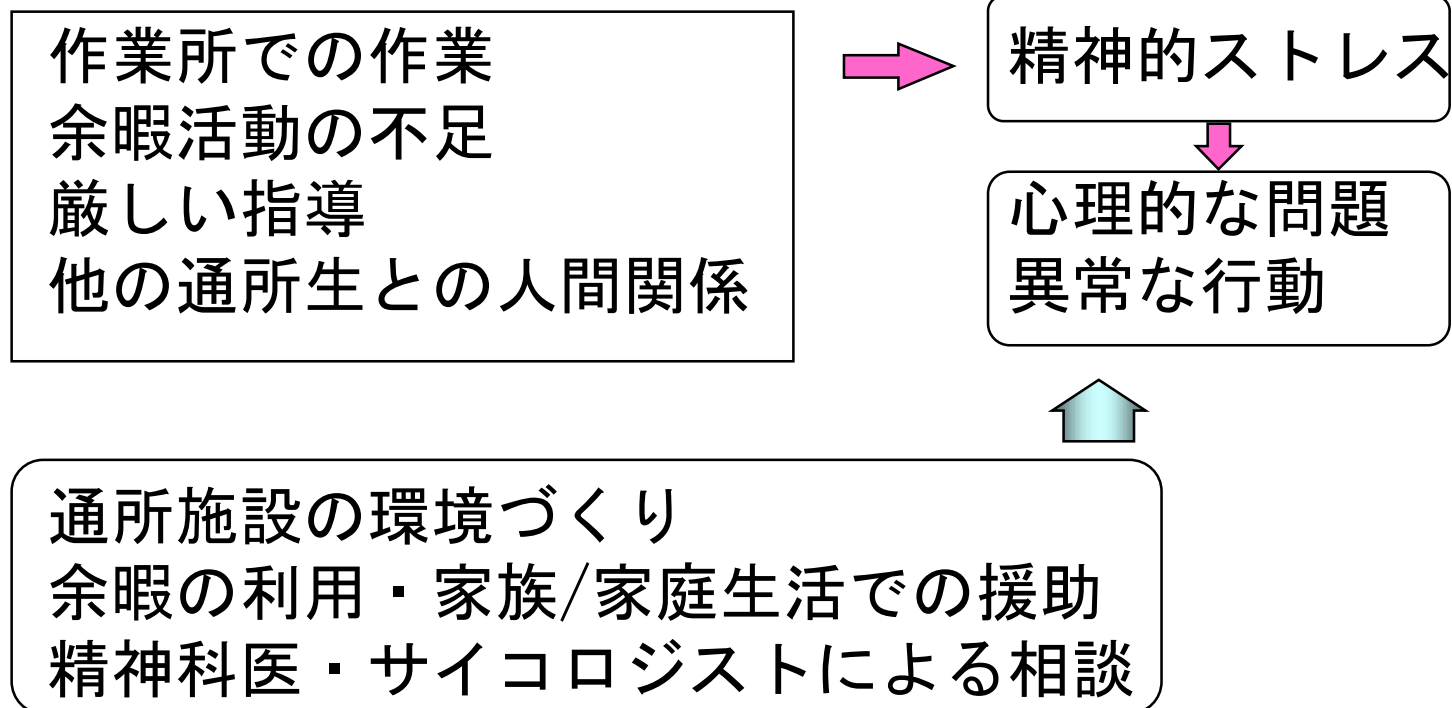 作業所での作業
余暇活動の不足
厳しい指導
他の通所生との人間関係
精神的ストレス
心理的な問題
異常な行動
通所施設の環境づくり
余暇の利用・家族/家庭生活での援助
精神科医・サイコロジストによる相談